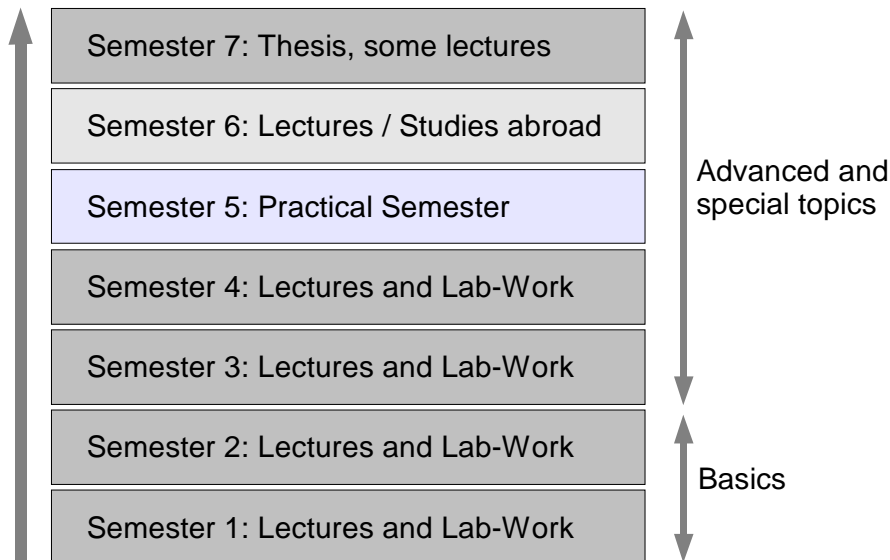 Semester 7: Thesis, some lectures
Semester 6: Lectures / Studies abroad
Semester 5: Practical Semester
Semester 4: Lectures and Lab-Work
Semester 3: Lectures and Lab-Work
Semester 2: Lectures and Lab-Work
Semester 1: Lectures and Lab-Work
Advanced and
special topics
Basics